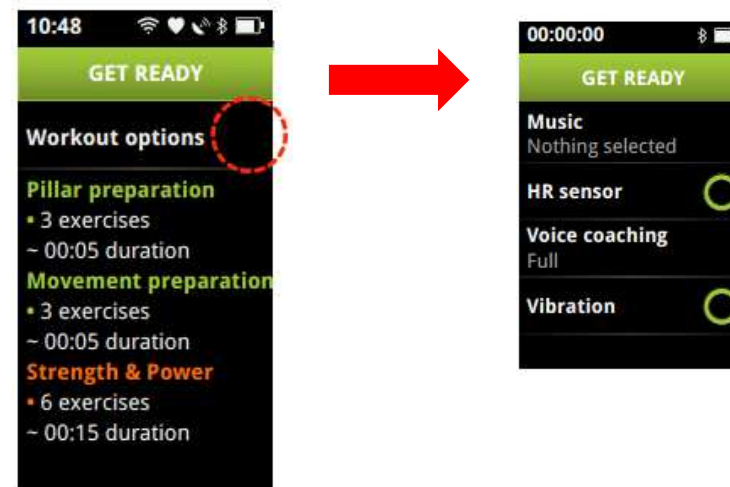 10:48
GET READY
Workout options
Pillar preparation
• 3 exercises
~ 00:05 duration
Movement preparation
• 3 exercises
~ 00:05 duration
Strength & Power
• 6 exercises
~ 00:15 duration
00:00:00
GET READY
Music
Nothing selected
HR sensor
Voice coaching
Full
Vibration